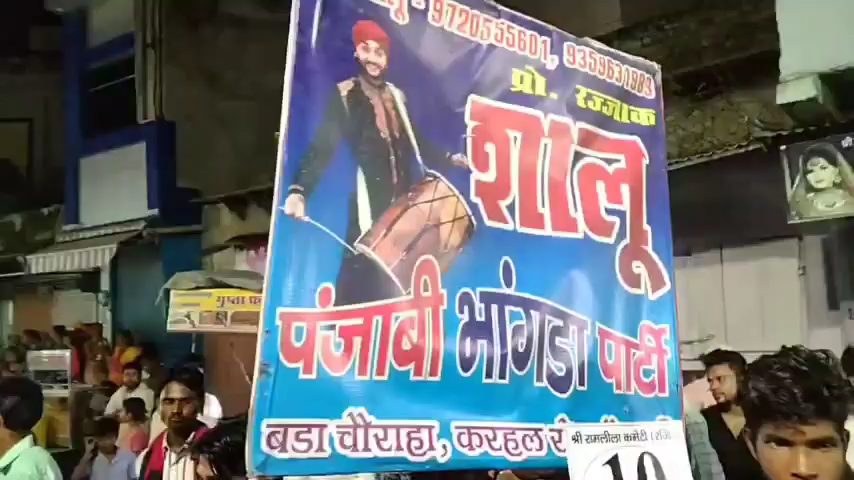 9720555601, 9359631983
प्रो. रज्जाक
शालू
पंजाबी भांगडा पार्टी
बडा चौराहा, करहल
श्री रामलीला कमेटी
10
गुप्ता